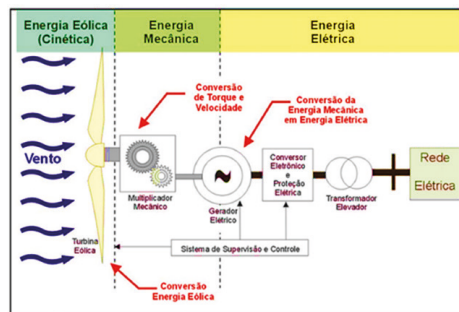 Energia Eólica
(Cinética)
Energia
Mecânica
Energia
Elétrica
Conversão
de Torque e
Velocidade
Conversão da
Energia Mecânica
em Energia Elétrica
Vento
Multiplicador
Mecânico
Gerador
Elétrico
Conversor
Eletrônico
e
Proteção
Elétrica
Transformador
Elevador
Rede
Elétrica
Turbina
Eólica
Sistema de Supervisão e Controle
Conversão
Energia Eólica